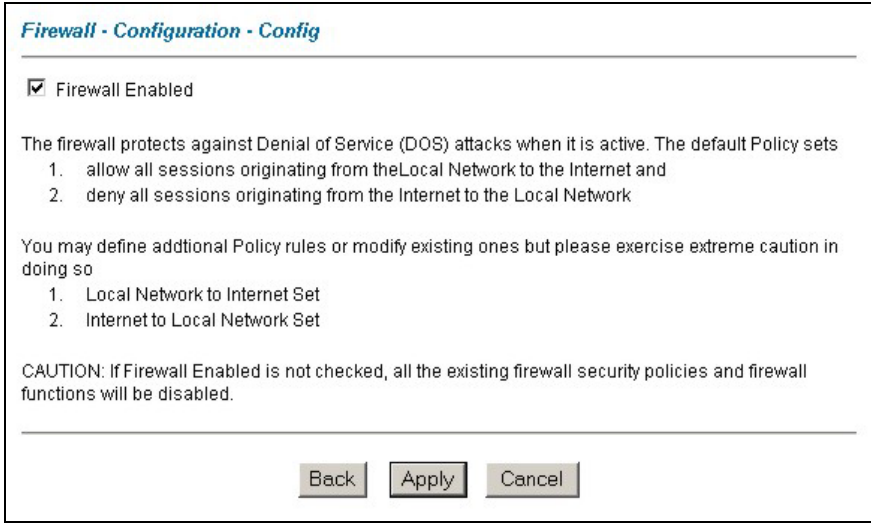 Firewall - Configuration - Config
Firewall Enabled
The firewall protects against Denial of Service (DOS) attacks when it is active. The default Policy sets
1. allow all sessions originating from theLocal Network to the Internet and
2. deny all sessions originating from the Internet to the Local Network
You may define addtional Policy rules or modify existing ones but please exercise extreme caution in
doing so
1. Local Network to Internet Set
2. Internet to Local Network Set
CAUTION: If Firewall Enabled is not checked, all the existing firewall security policies and firewall
functions will be disabled.
Back Apply Cancel